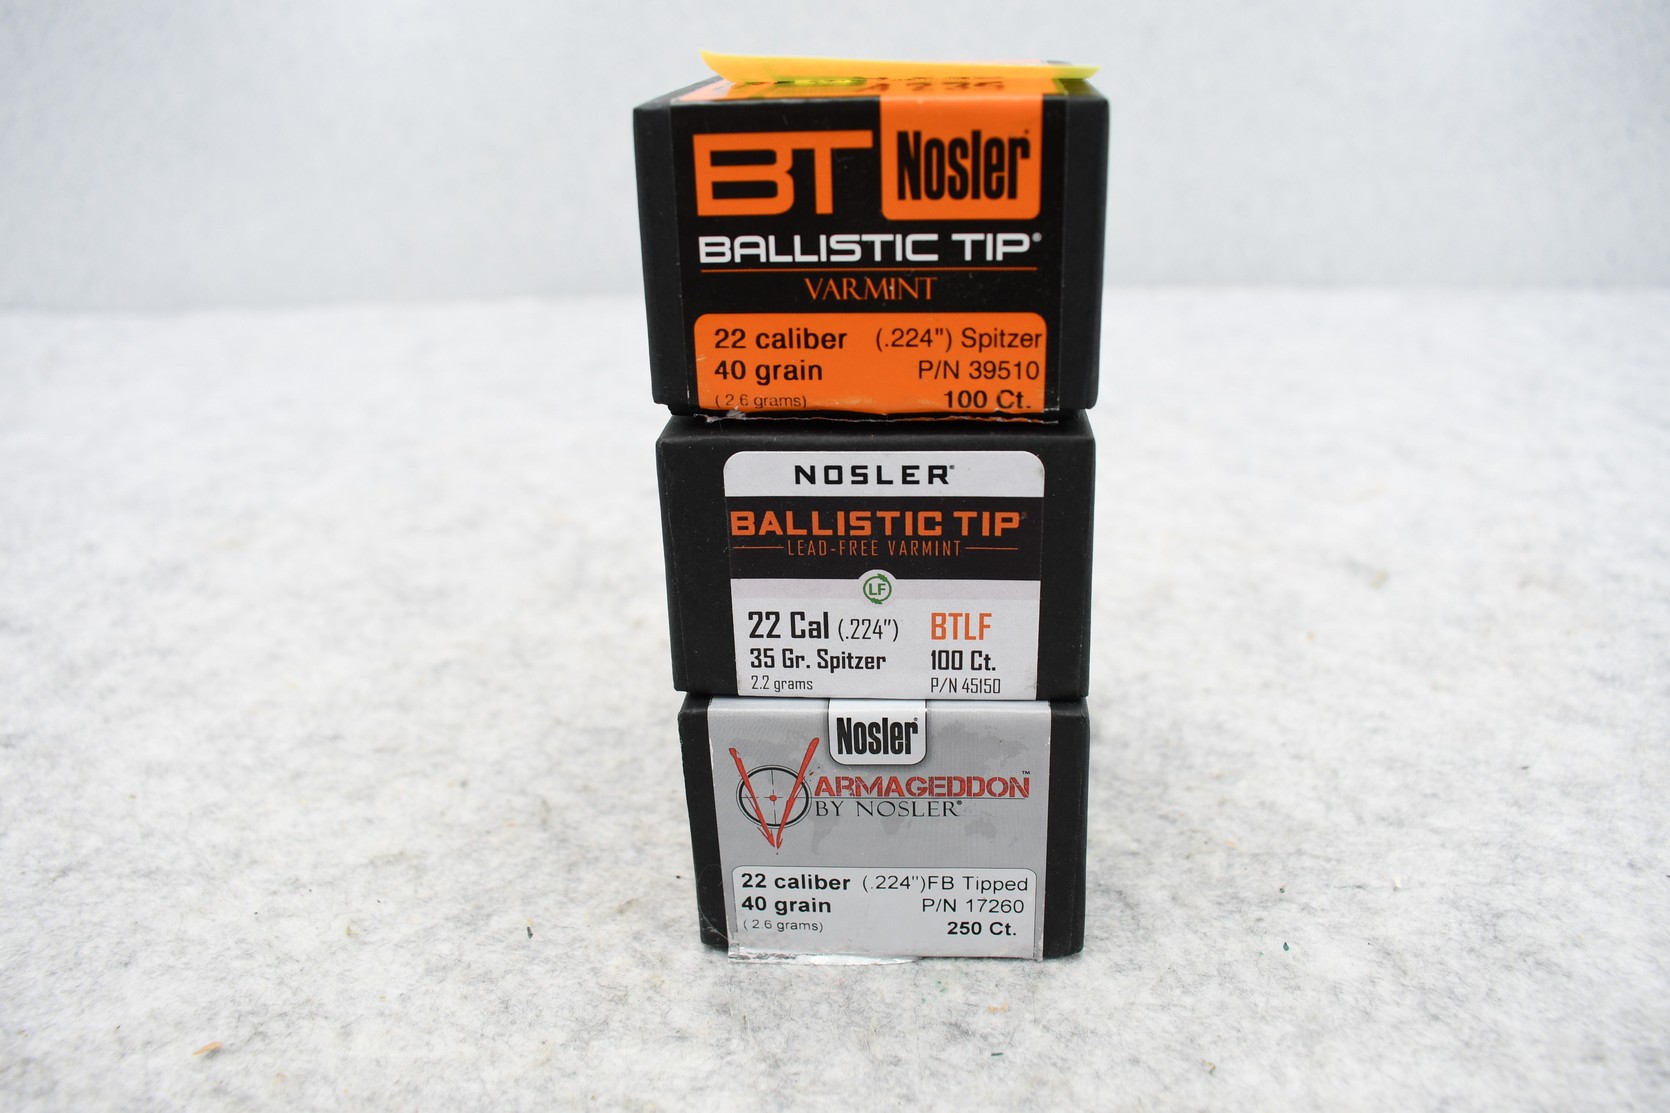 BT Nosler®
BALLISTIC TIP®
VARMINT
22 caliber (.224") Spitzer
40 grain P/N 39510
(2.6 grams) 100 Ct.
NOSLER®
BALLISTIC TIP®
LEAD-FREE VARMINT
LF
22 Cal (.224") BTLF
35 Gr. Spitzer 100 Ct.
2.2 grams P/N 45150
Nosler®
VARMAGEDDON™
BY NOSLER®
22 caliber (.224")FB Tipped
40 grain P/N 17260
(2.6 grams) 250 Ct.